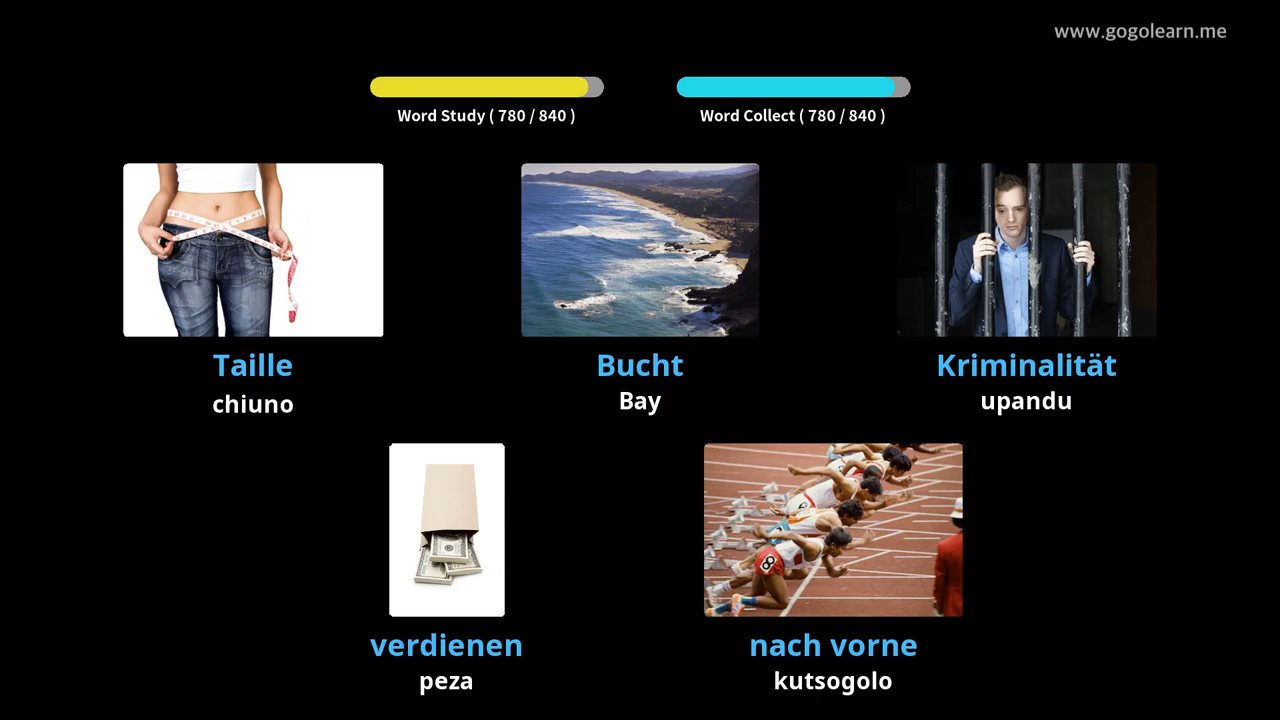 www.gogolearn.me
Word Study ( 780 / 840 )
Word Collect ( 780 / 840 )
Taille
chiuno
Bucht
Bay
Kriminalität
upandu
verdienen
peza
nach vorne
kutsogolo